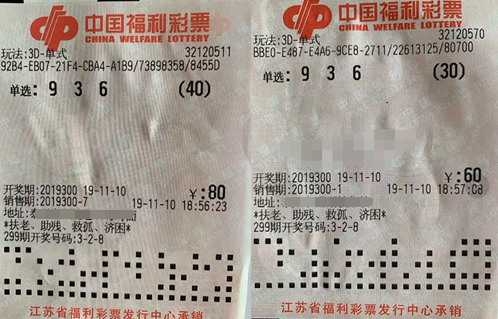 中国福利彩票
CHINA WELFARE LOTTERY
玩法:3D-单式 32120511
92B4-EB07-21F4-CBA4-A1B9/73898358/8455D
单选: 9 3 6 (40)
开奖期:2019300 19-11-10 ¥:80
销售期:2019300-7 19-11-10 18:56:23
地址:
*扶老、助残、救孤、济困*
299期开奖号码:3-2-8
江苏省福利彩票发行中心承销
中国福利彩票
CHINA WELFARE LOTTERY
玩法:3D-单式 32120570
BBE0-E487-E4A6-9CE8-2711/22613125/80700
单选: 9 3 6 (30)
开奖期:2019300 19-11-10 ¥:60
销售期:2019300-1 19-11-10 18:57:08
地址:
*扶老、助残、救孤、济困*
299期开奖号码:3-2-8
江苏省福利彩票发行中心承销